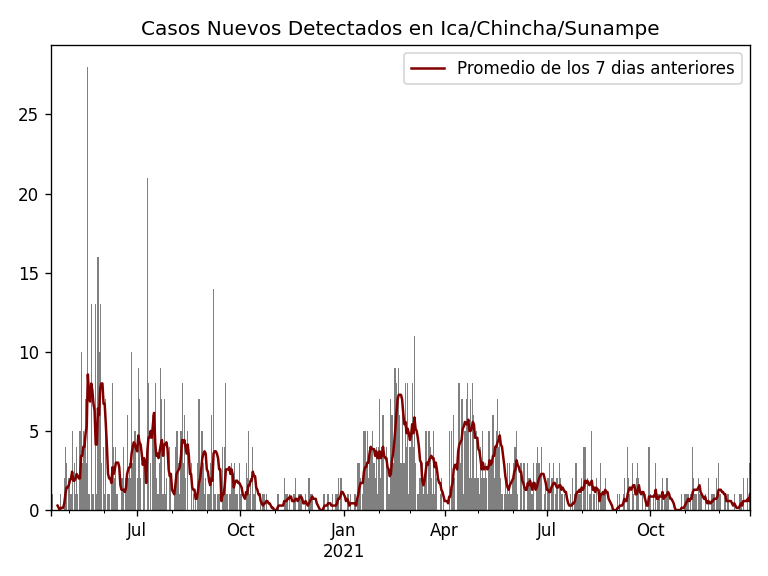 Casos Nuevos Detectados en Ica/Chincha/Sunampe
Promedio de los 7 dias anteriores
25
20
15
10
5
0
Jul
Oct
Jan
2021
Apr
Jul
Oct